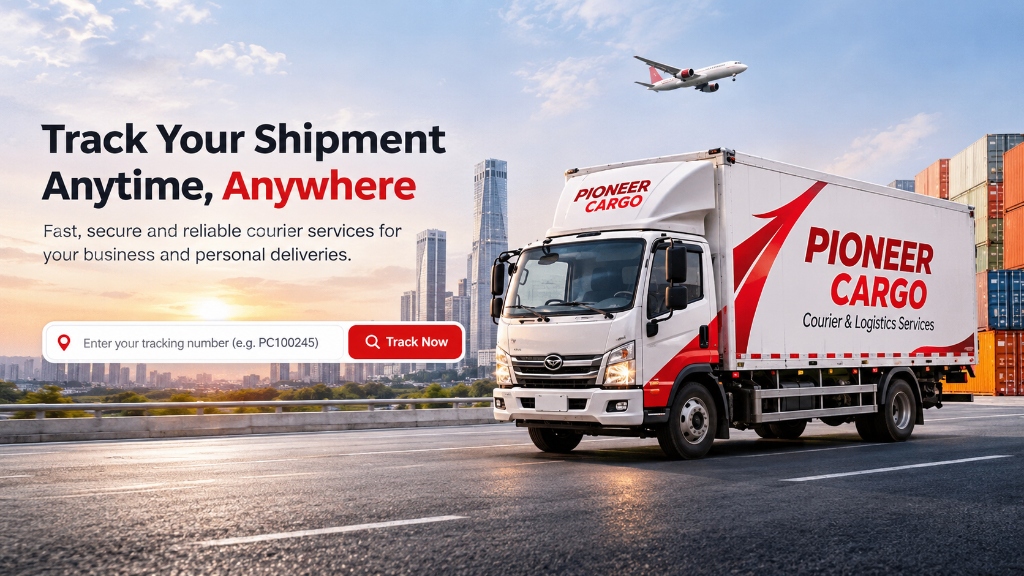 Track Your Shipment
Anytime, Anywhere
Fast, secure and reliable courier services for
your business and personal deliveries.
Enter your tracking number (e.g. PC100245)
Track Now
PIONEER
CARGO
PIONEER
CARGO
Courier & Logistics Services